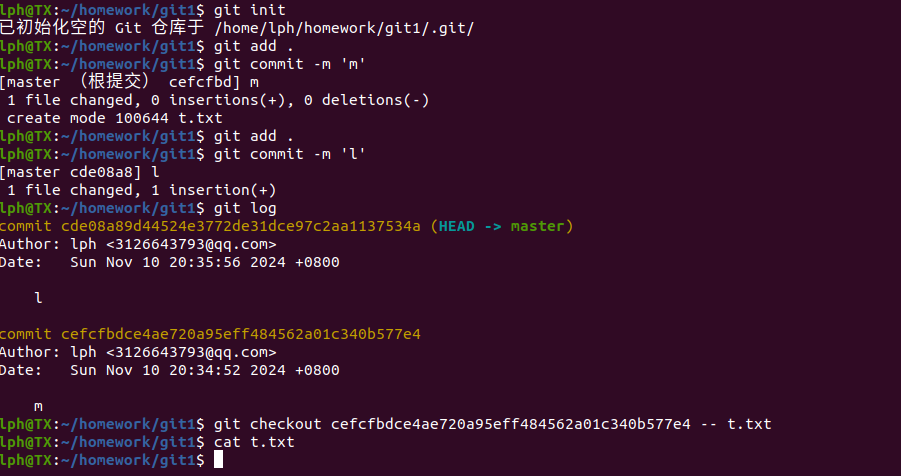 lph@TX:~/homework/git1$ git init
已初始化空的 Git 仓库于 /home/lph/homework/git1/.git/
lph@TX:~/homework/git1$ git add .
lph@TX:~/homework/git1$ git commit -m 'm'
[master （根提交） cefcfbd] m
 1 file changed, 0 insertions(+), 0 deletions(-)
 create mode 100644 t.txt
lph@TX:~/homework/git1$ git add .
lph@TX:~/homework/git1$ git commit -m 'l'
[master cde08a8] l
 1 file changed, 1 insertion(+)
lph@TX:~/homework/git1$ git log
commit cde08a89d44524e3772de31dce97c2aa1137534a (HEAD -> master)
Author: lph <3126643793@qq.com>
Date:   Sun Nov 10 20:35:56 2024 +0800
    l
commit cefcfbdce4ae720a95eff484562a01c340b577e4
Author: lph <3126643793@qq.com>
Date:   Sun Nov 10 20:34:52 2024 +0800
    m
lph@TX:~/homework/git1$ git checkout cefcfbdce4ae720a95eff484562a01c340b577e4 -- t.txt
lph@TX:~/homework/git1$ cat t.txt
lph@TX:~/homework/git1$